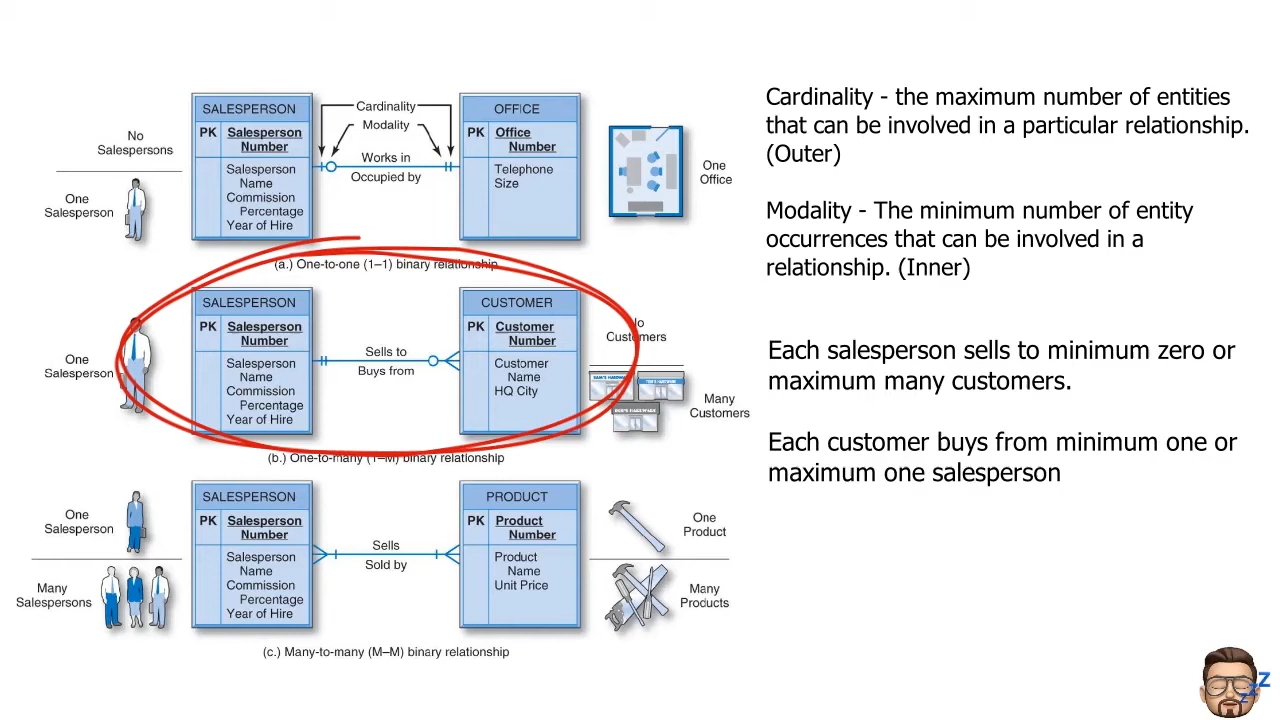 SALESPERSON
PK Salesperson
Number
Salesperson
Name
Commission
Percentage
Year of Hire
No
Salespersons
One
Salesperson
Cardinality
Modality
Works in
Occupied by
OFFICE
PK Office
Number
Telephone
Size
One
Office
(a.) One-to-one (1–1) binary relationship
SALESPERSON
PK Salesperson
Number
Salesperson
Name
Commission
Percentage
Year of Hire
One
Salesperson
Sells to
Buys from
CUSTOMER
PK Customer
Number
Customer
Name
HQ City
No
Customers
Many
Customers
(b.) One-to-many (1–M) binary relationship
SALESPERSON
PK Salesperson
Number
Salesperson
Name
Commission
Percentage
Year of Hire
One
Salesperson
Many
Salespersons
Sells
Sold by
PRODUCT
PK Product
Number
Product
Name
Unit Price
One
Product
Many
Products
(c.) Many-to-many (M–M) binary relationship
Cardinality - the maximum number of entities
that can be involved in a particular relationship.
(Outer)
Modality - The minimum number of entity
occurrences that can be involved in a
relationship. (Inner)
Each salesperson sells to minimum zero or
maximum many customers.
Each customer buys from minimum one or
maximum one salesperson
z z Z